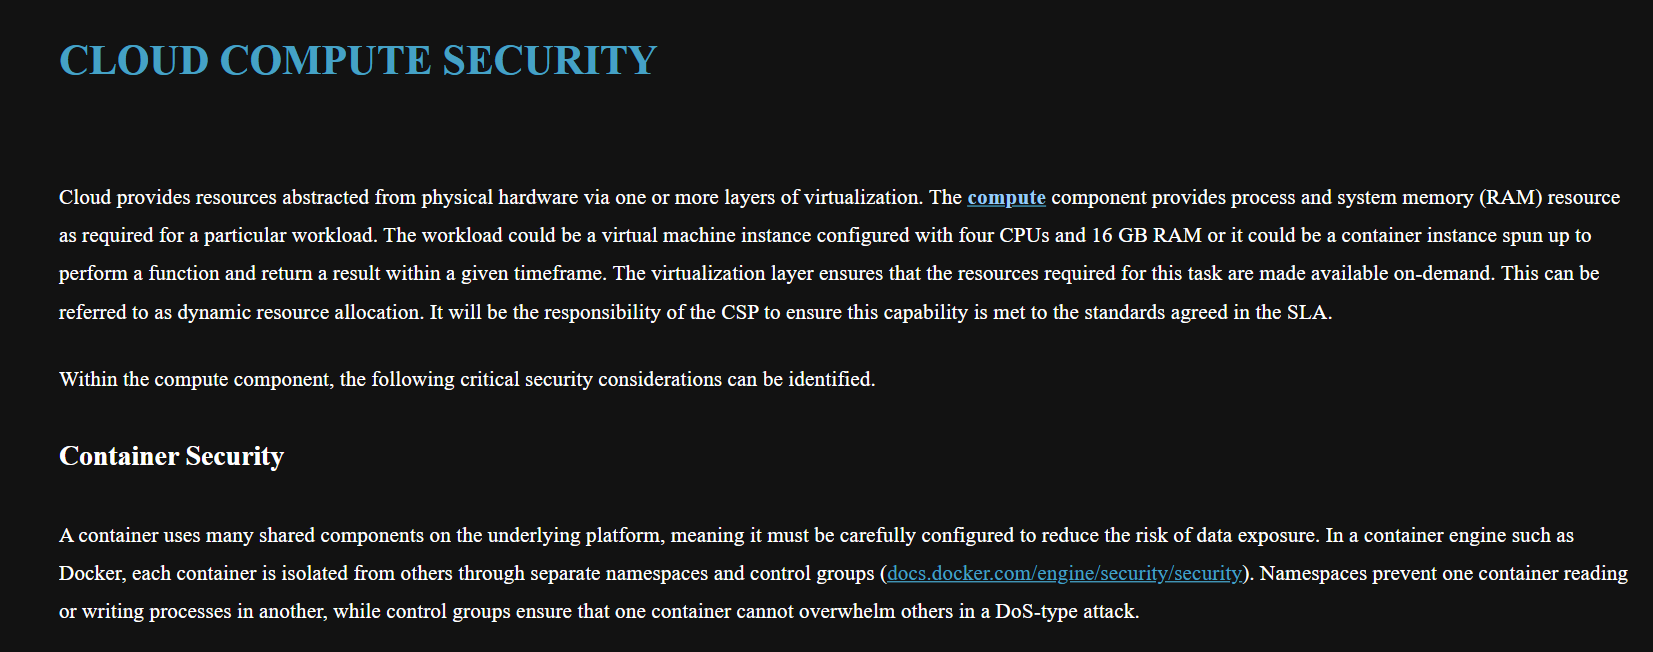 CLOUD COMPUTE SECURITY
Cloud provides resources abstracted from physical hardware via one or more layers of virtualization. The compute component provides process and system memory (RAM) resource
as required for a particular workload. The workload could be a virtual machine instance configured with four CPUs and 16 GB RAM or it could be a container instance spun up to
perform a function and return a result within a given timeframe. The virtualization layer ensures that the resources required for this task are made available on-demand. This can be
referred to as dynamic resource allocation. It will be the responsibility of the CSP to ensure this capability is met to the standards agreed in the SLA.
Within the compute component, the following critical security considerations can be identified.
Container Security
A container uses many shared components on the underlying platform, meaning it must be carefully configured to reduce the risk of data exposure. In a container engine such as
Docker, each container is isolated from others through separate namespaces and control groups (docs.docker.com/engine/security/security). Namespaces prevent one container reading
or writing processes in another, while control groups ensure that one container cannot overwhelm others in a DoS-type attack.